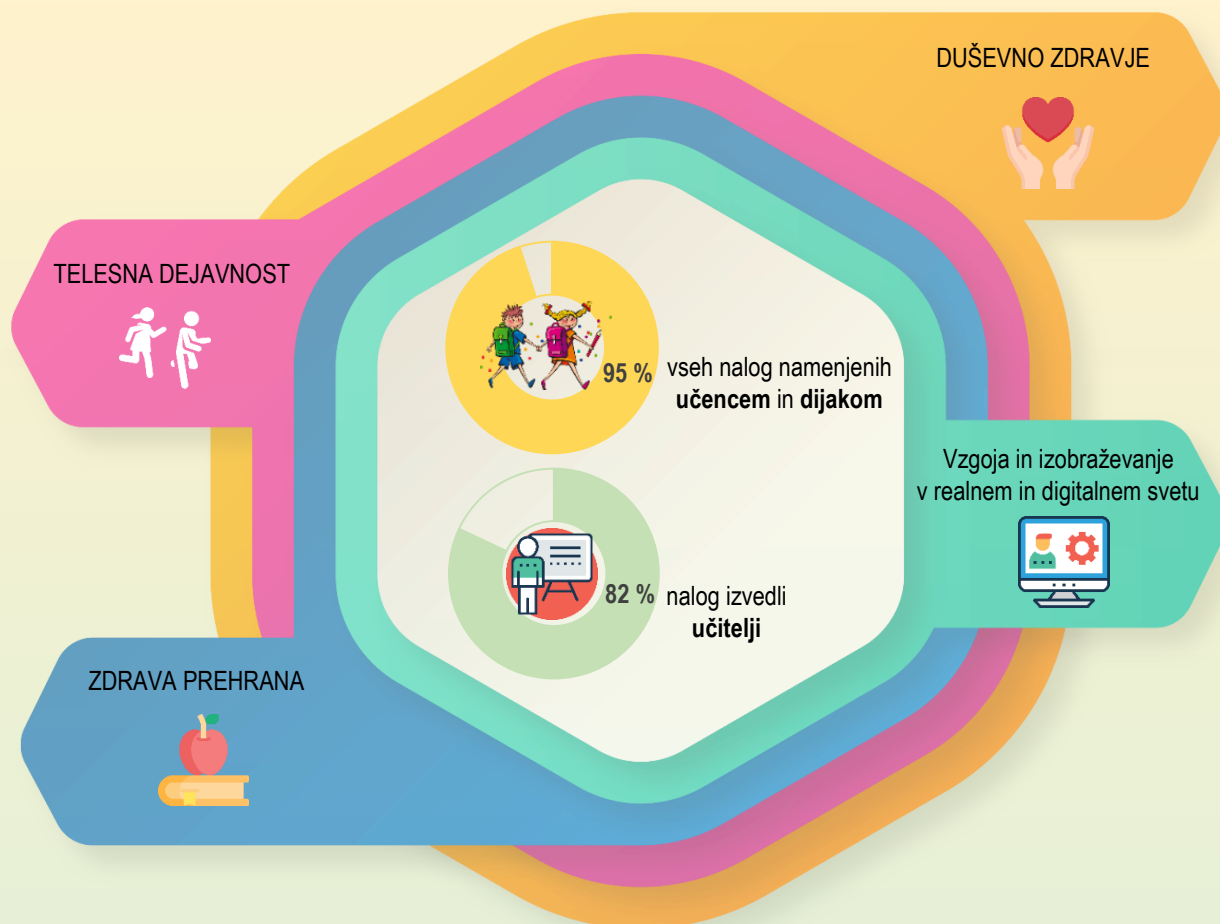 DUŠEVNO ZDRAVJE
TELESNA DEJAVNOST
95 %
vseh nalog namenjenih
učencem in dijakom
Vzgoja in izobraževanje
v realnem in digitalnem svetu
82 %
nalog izvedli
učitelji
ZDRAVA PREHRANA